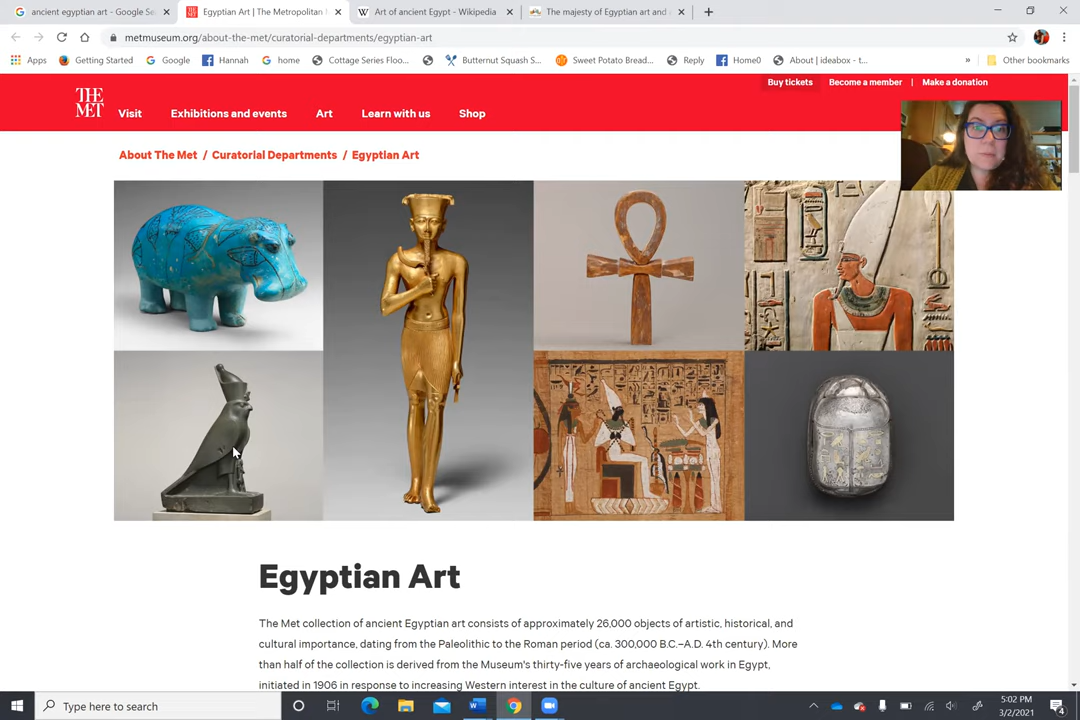 ancient egyptian art - Google Se
Egyptian Art | The Metropolitan
Art of ancient Egypt - Wikipedia
The majesty of Egyptian art and
metmuseum.org/about-the-met/curatorial-departments/egyptian-art
Apps
Getting Started
Google
Hannah
home
Cottage Series Floo...
Butternut Squash S...
Sweet Potato Bread...
Reply
Home0
About | ideabox - t...
»
Other bookmarks
Buy tickets
Become a member
|
Make a donation
THE
MET
Visit
Exhibitions and events
Art
Learn with us
Shop
About The Met / Curatorial Departments / Egyptian Art
Egyptian Art
The Met collection of ancient Egyptian art consists of approximately 26,000 objects of artistic, historical, and
cultural importance, dating from the Paleolithic to the Roman period (ca. 300,000 B.C.–A.D. 4th century). More
than half of the collection is derived from the Museum's thirty-five years of archaeological work in Egypt,
initiated in 1906 in response to increasing Western interest in the culture of ancient Egypt.
Type here to search
5:02 PM
3/2/2021
4